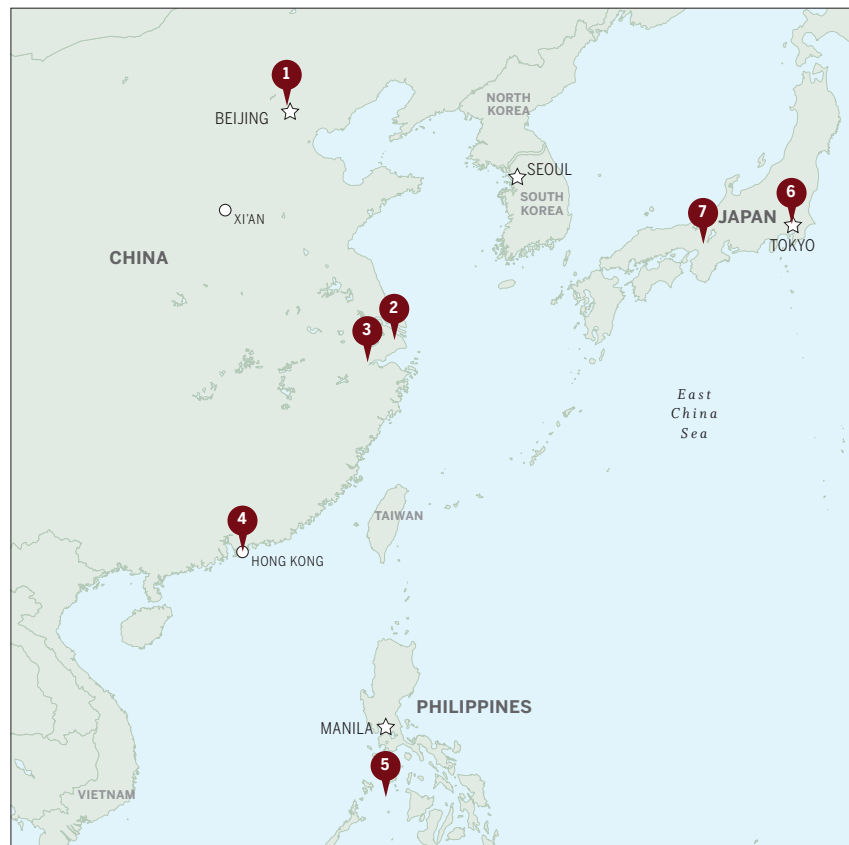 1
BEIJING
NORTH
KOREA
SEOUL
SOUTH
KOREA
6
7
JAPAN
TOKYO
XI'AN
CHINA
2
3
East
China
Sea
4
HONG KONG
TAIWAN
PHILIPPINES
MANILA
5
VIETNAM